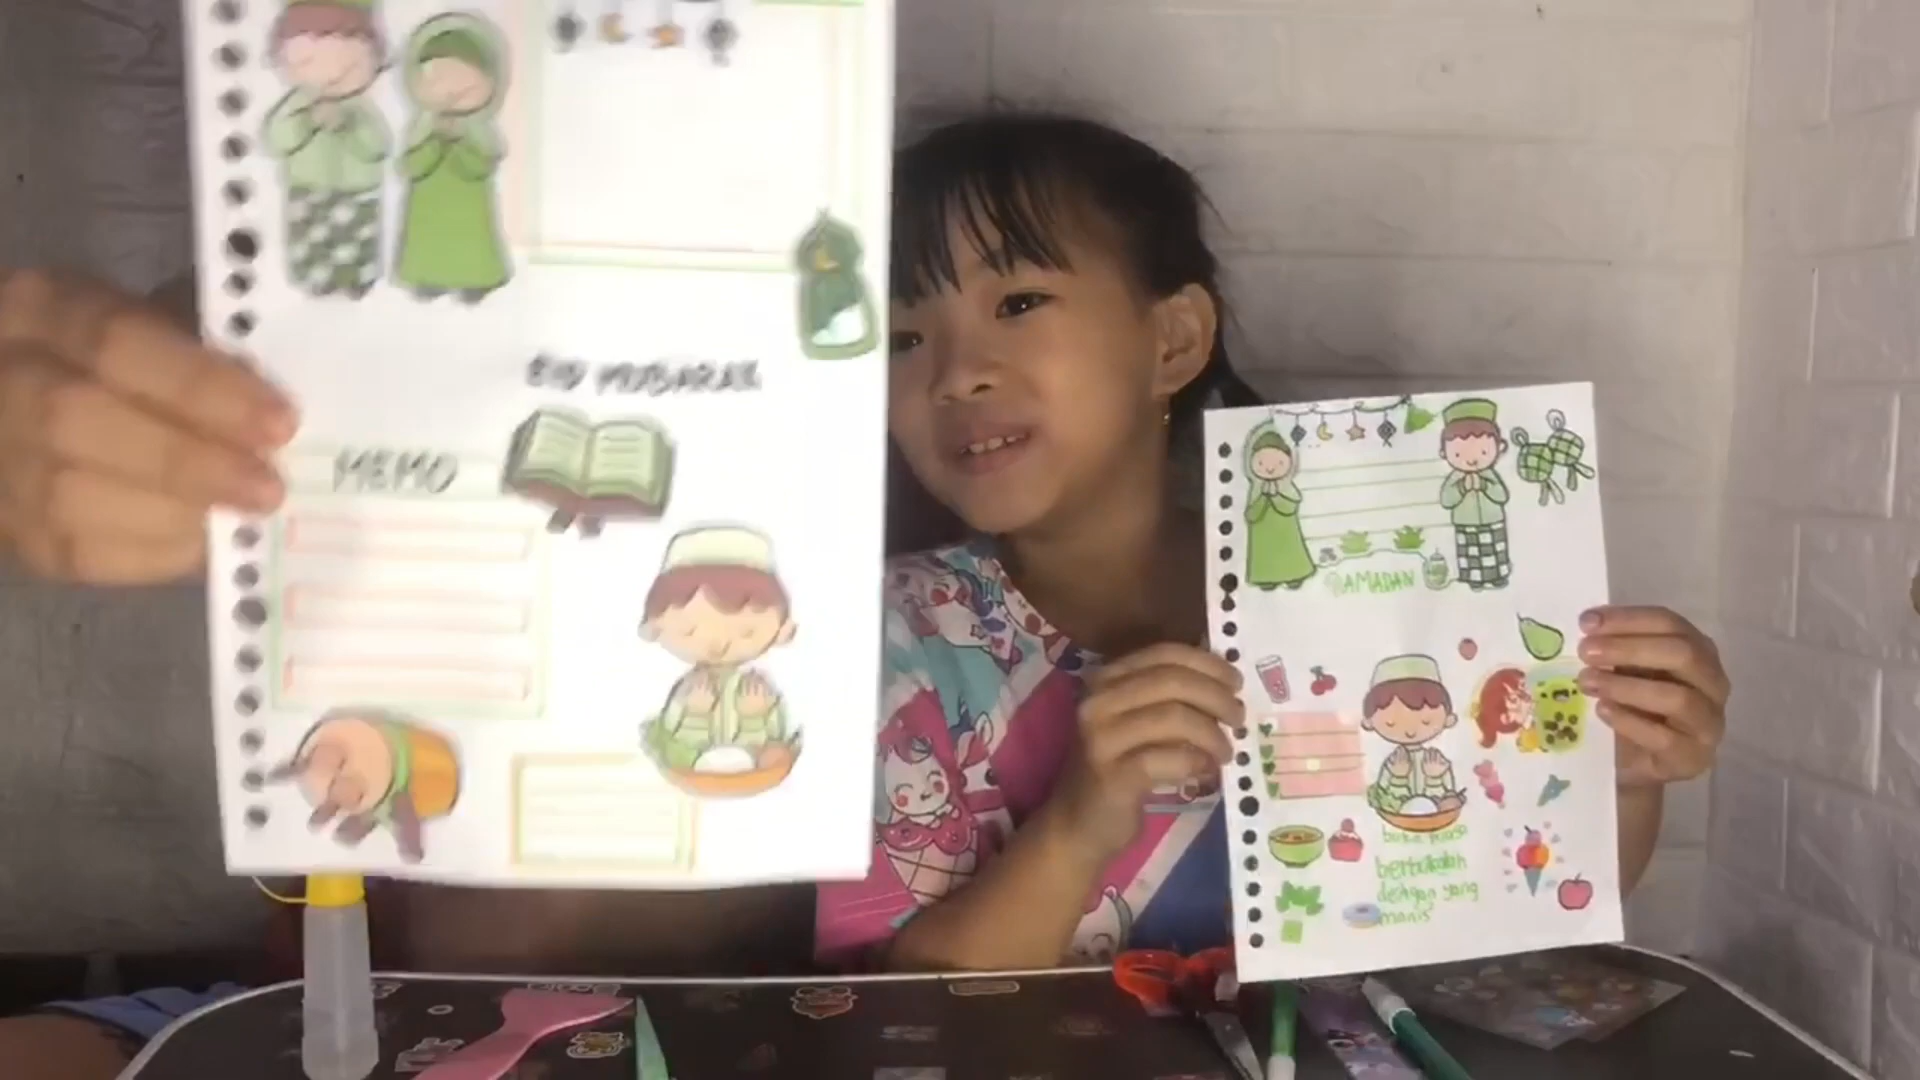 EID MUBARAK
MEMO
RAMADAN
buka puasa
berbukalah
dengan yang
manis